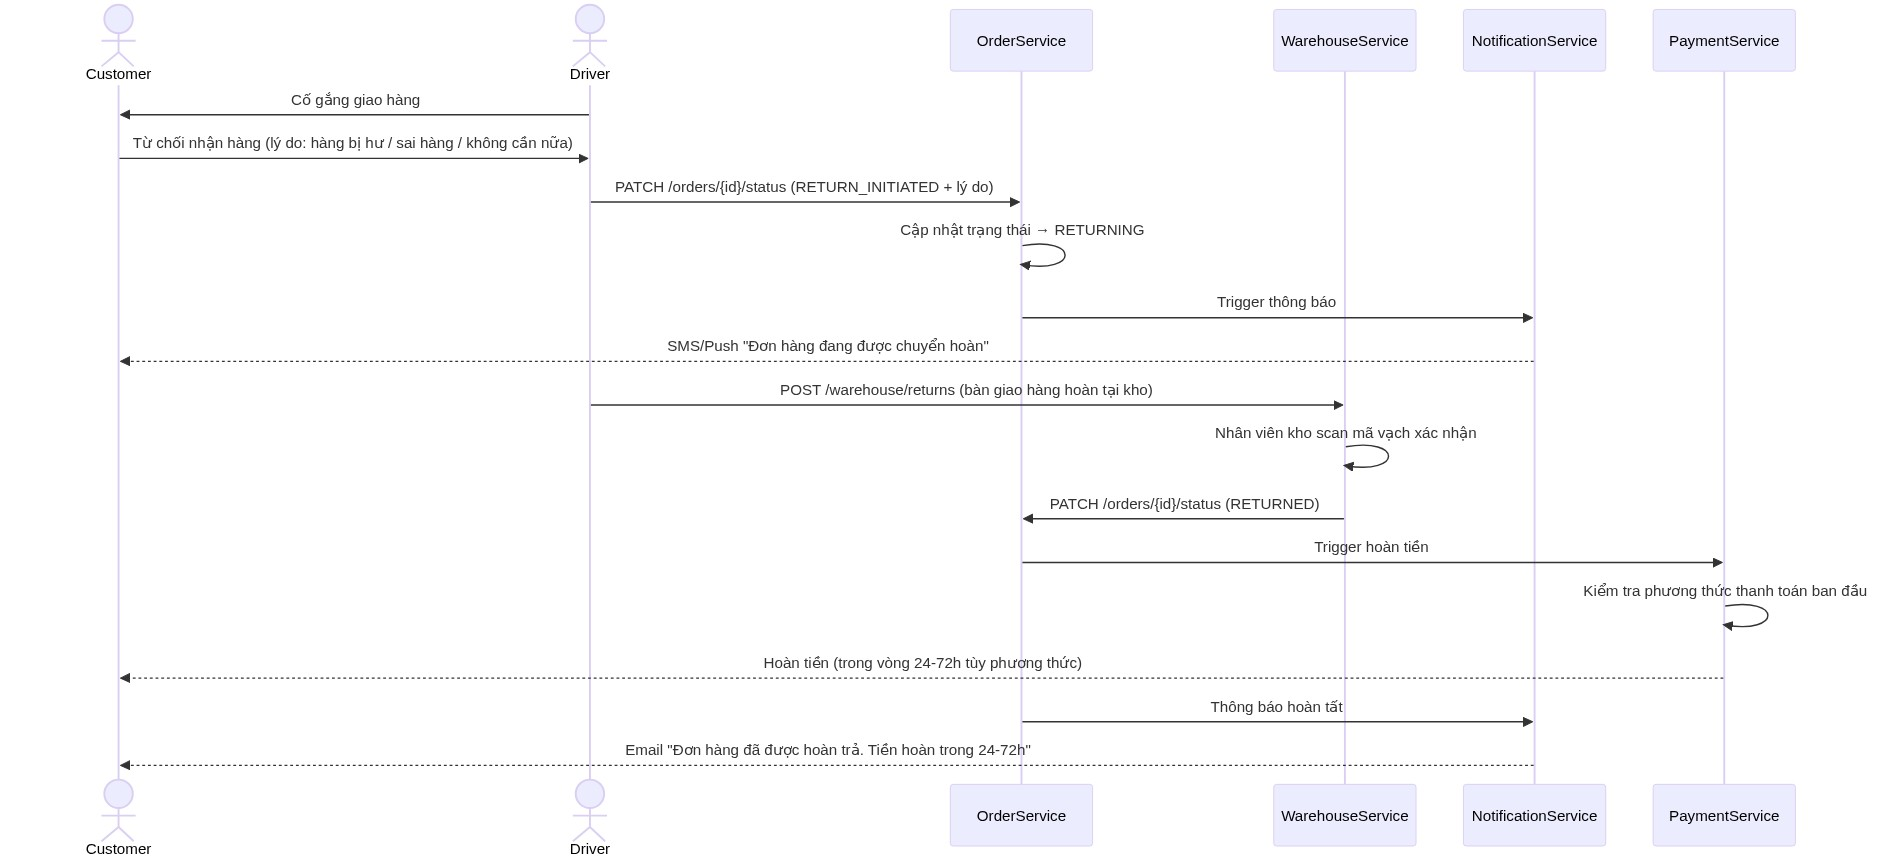 Customer
Driver
OrderService
WarehouseService
NotificationService
PaymentService
Cố gắng giao hàng
Từ chối nhận hàng (lý do: hàng bị hư / sai hàng / không cần nữa)
PATCH /orders/{id}/status (RETURN_INITIATED + lý do)
Cập nhật trạng thái → RETURNING
Trigger thông báo
SMS/Push "Đơn hàng đang được chuyển hoàn"
POST /warehouse/returns (bàn giao hàng hoàn tại kho)
Nhân viên kho scan mã vạch xác nhận
PATCH /orders/{id}/status (RETURNED)
Trigger hoàn tiền
Kiểm tra phương thức thanh toán ban đầu
Hoàn tiền (trong vòng 24-72h tùy phương thức)
Thông báo hoàn tất
Email "Đơn hàng đã được hoàn trả. Tiền hoàn trong 24-72h"
Customer
Driver
OrderService
WarehouseService
NotificationService
PaymentService